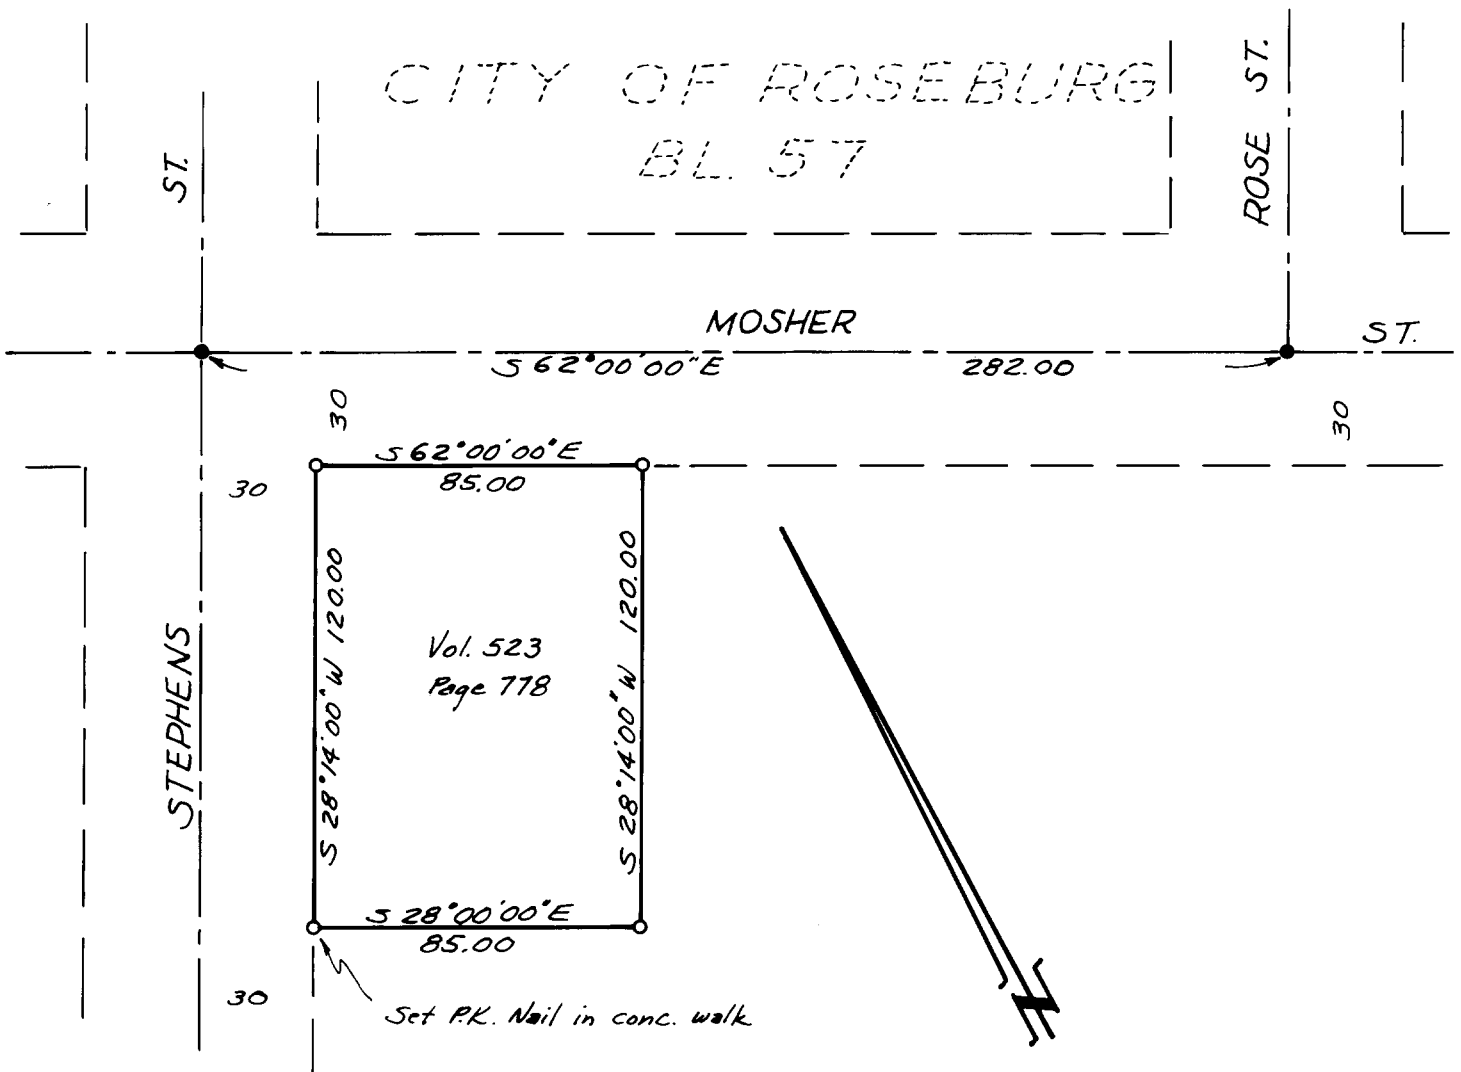 CITY OF ROSEBURG
BL. 57
ST.
ROSE ST.
MOSHER
ST.
S 62°00'00"E
282.00
30
30
S 62°00'00"E
85.00
30
S 28°14'00"W 120.00
S 28°14'00"W 120.00
Vol. 523
Page 778
STEPHENS
S 28°00'00"E
85.00
30
Set P.K. Nail in conc. walk
N